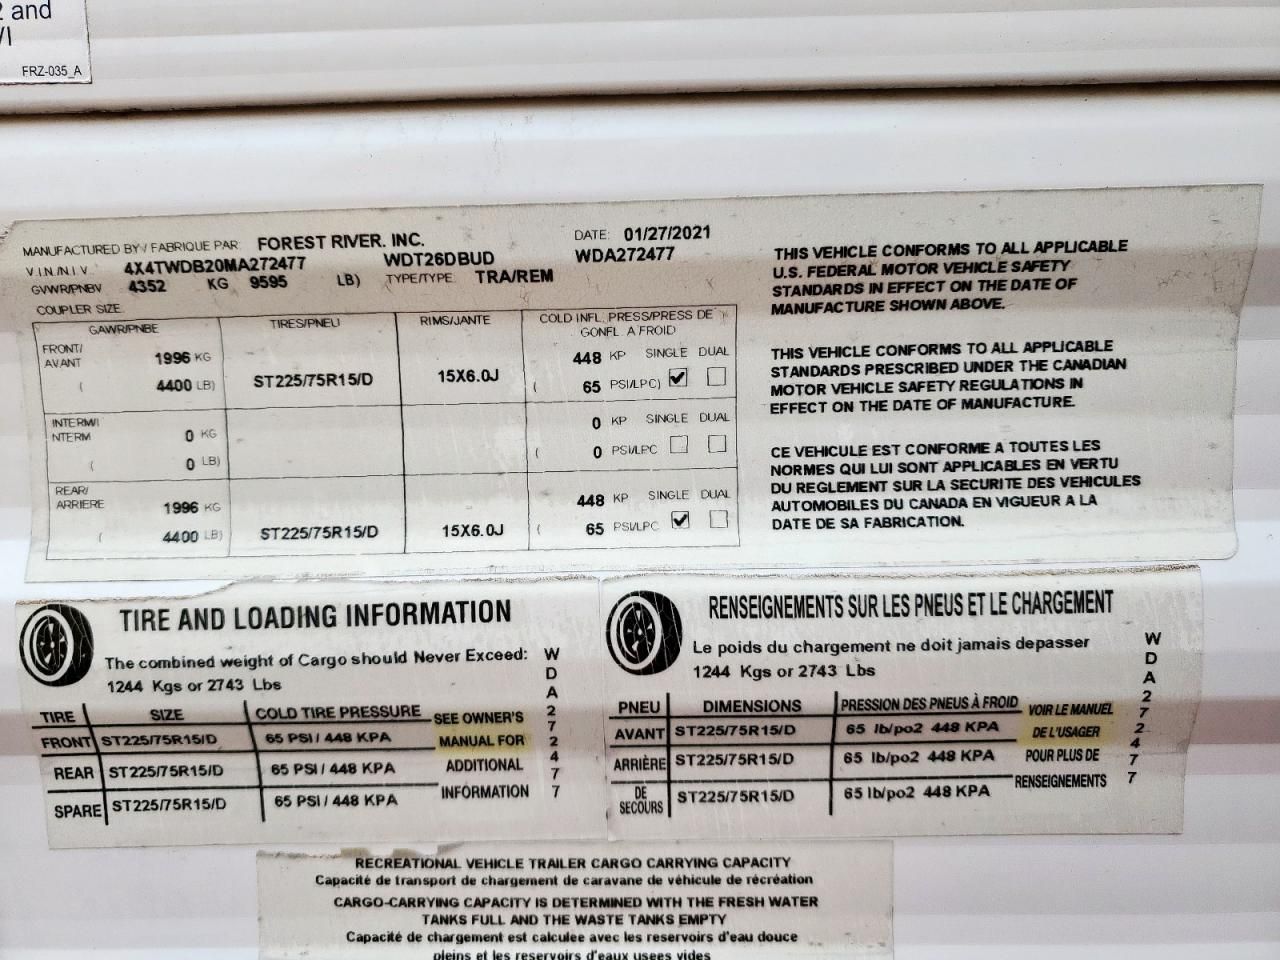 2 and
VI
FRZ-035_A
MANUFACTURED BY / FABRIQUE PAR: FOREST RIVER. INC. DATE: 01/27/2021
V.I.N./N.I.V. 4X4TWDB20MA272477 WDT26DBUD WDA272477
GVWR/PNBV 4352 KG 9595 LB) TYPE/TYPE: TRA/REM
COUPLER SIZE
GAWR/PNBE TIRES/PNEU RIMS/JANTE COLD INFL. PRESS/PRESS DE
GONFL. A FROID
FRONT/
AVANT 1996 KG 448 KP SINGLE DUAL
( 4400 LB) ST225/75R15/D 15X6.0J ( 65 PSI/LPC)
INTERM/I
NTERM 0 KG 0 KP SINGLE DUAL
( 0 LB) ( 0 PSI/LPC
REAR/
ARRIERE 1996 KG 448 KP SINGLE DUAL
( 4400 LB) ST225/75R15/D 15X6.0J ( 65 PSI/LPC
THIS VEHICLE CONFORMS TO ALL APPLICABLE
U.S. FEDERAL MOTOR VEHICLE SAFETY
STANDARDS IN EFFECT ON THE DATE OF
MANUFACTURE SHOWN ABOVE.
THIS VEHICLE CONFORMS TO ALL APPLICABLE
STANDARDS PRESCRIBED UNDER THE CANADIAN
MOTOR VEHICLE SAFETY REGULATIONS IN
EFFECT ON THE DATE OF MANUFACTURE.
CE VEHICULE EST CONFORME A TOUTES LES
NORMES QUI LUI SONT APPLICABLES EN VERTU
DU REGLEMENT SUR LA SECURITE DES VEHICULES
AUTOMOBILES DU CANADA EN VIGUEUR A LA
DATE DE SA FABRICATION.
TIRE AND LOADING INFORMATION
The combined weight of Cargo should Never Exceed:
1244 Kgs or 2743 Lbs
TIRE SIZE COLD TIRE PRESSURE SEE OWNER'S
FRONT ST225/75R15/D 65 PSI / 448 KPA MANUAL FOR
REAR ST225/75R15/D 65 PSI / 448 KPA ADDITIONAL
SPARE ST225/75R15/D 65 PSI / 448 KPA INFORMATION
WDA272477
RENSEIGNEMENTS SUR LES PNEUS ET LE CHARGEMENT
Le poids du chargement ne doit jamais depasser
1244 Kgs or 2743 Lbs
PNEU DIMENSIONS PRESSION DES PNEUS À FROID VOIR LE MANUEL
AVANT ST225/75R15/D 65 lb/po2 448 KPA DE L'USAGER
ARRIÈRE ST225/75R15/D 65 lb/po2 448 KPA POUR PLUS DE
DE
SECOURS ST225/75R15/D 65 lb/po2 448 KPA RENSEIGNEMENTS
WDA272477
RECREATIONAL VEHICLE TRAILER CARGO CARRYING CAPACITY
Capacité de transport de chargement de caravane de véhicule de récréation
CARGO-CARRYING CAPACITY IS DETERMINED WITH THE FRESH WATER
TANKS FULL AND THE WASTE TANKS EMPTY
Capacité de chargement est calculee avec les reservoirs d'eau douce
pleins et les reservoirs d'eaux usees vides